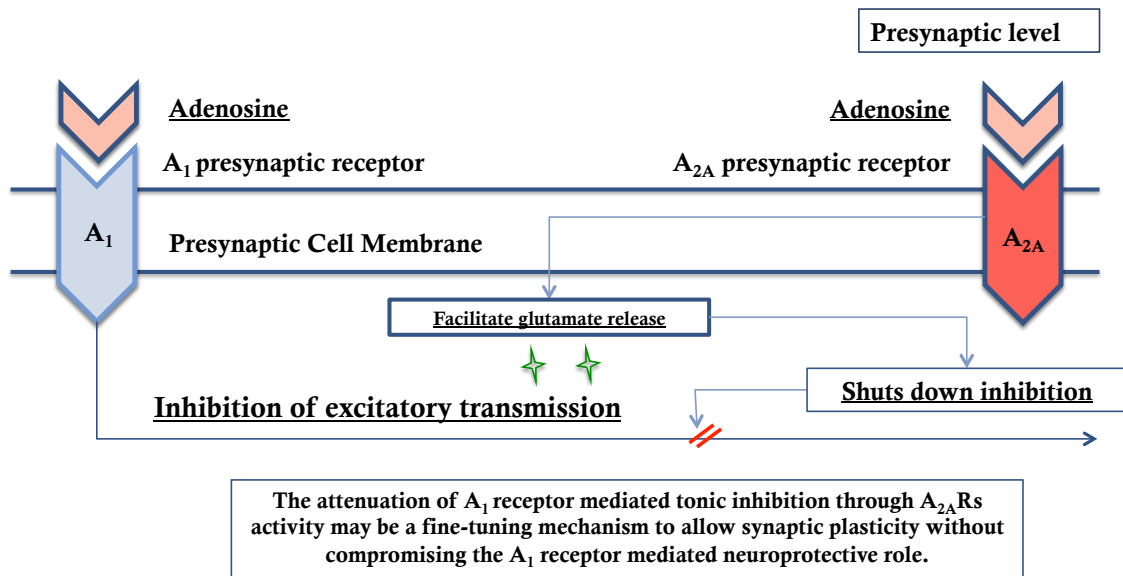 Presynaptic level
Adenosine
Adenosine
A₁ presynaptic receptor
A₂A presynaptic receptor
A₁
Presynaptic Cell Membrane
A₂A
Facilitate glutamate release
Shuts down inhibition
Inhibition of excitatory transmission
The attenuation of A₁ receptor mediated tonic inhibition through A₂ARs
activity may be a fine-tuning mechanism to allow synaptic plasticity without
compromising the A₁ receptor mediated neuroprotective role.